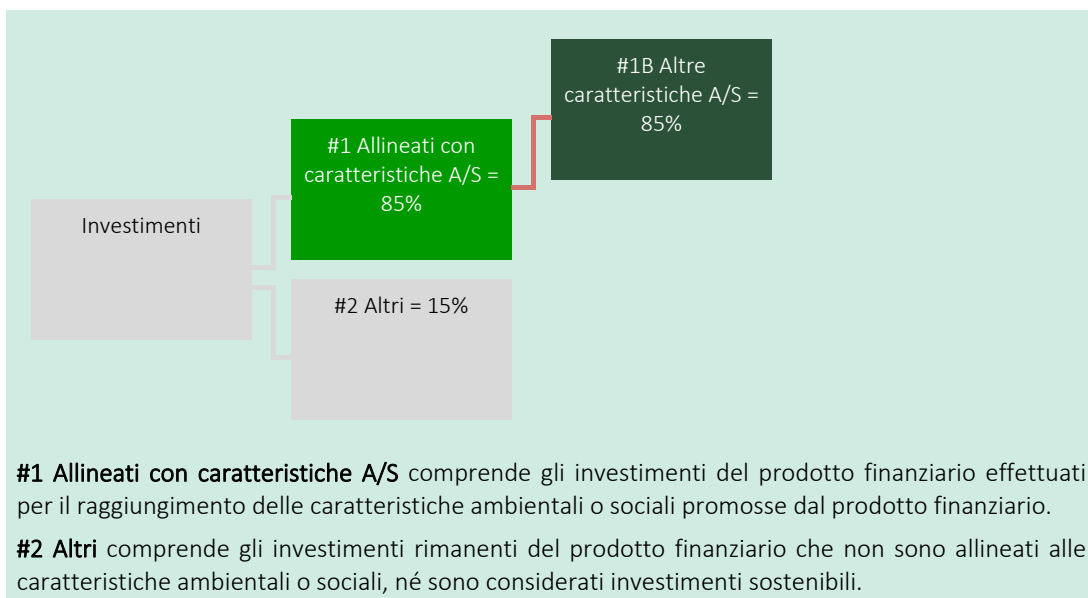 #1B Altre
caratteristiche A/S =
85%
#1 Allineati con
caratteristiche A/S =
85%
Investimenti
#2 Altri = 15%
#1 Allineati con caratteristiche A/S comprende gli investimenti del prodotto finanziario effettuati
per il raggiungimento delle caratteristiche ambientali o sociali promosse dal prodotto finanziario.
#2 Altri comprende gli investimenti rimanenti del prodotto finanziario che non sono allineati alle
caratteristiche ambientali o sociali, né sono considerati investimenti sostenibili.